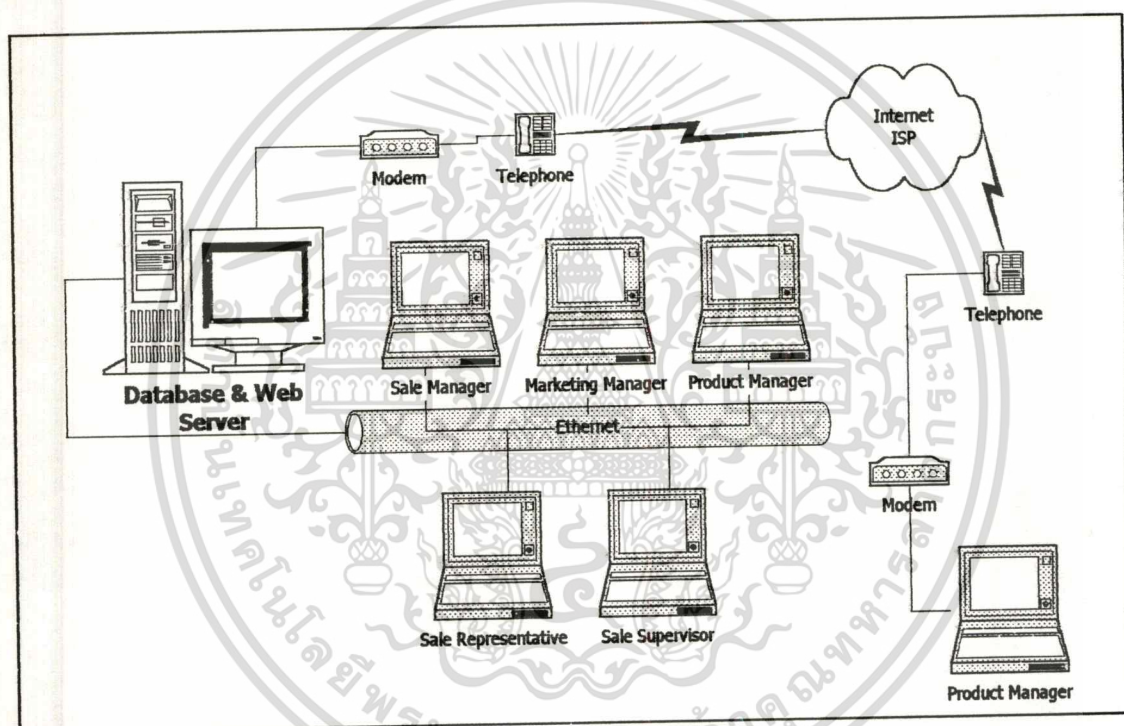 Internet
ISP
Modem
Telephone
Telephone
Sale Manager
Marketing Manager
Product Manager
Database & Web
Server
Ethernet
Modem
Sale Representative
Sale Supervisor
Product Manager